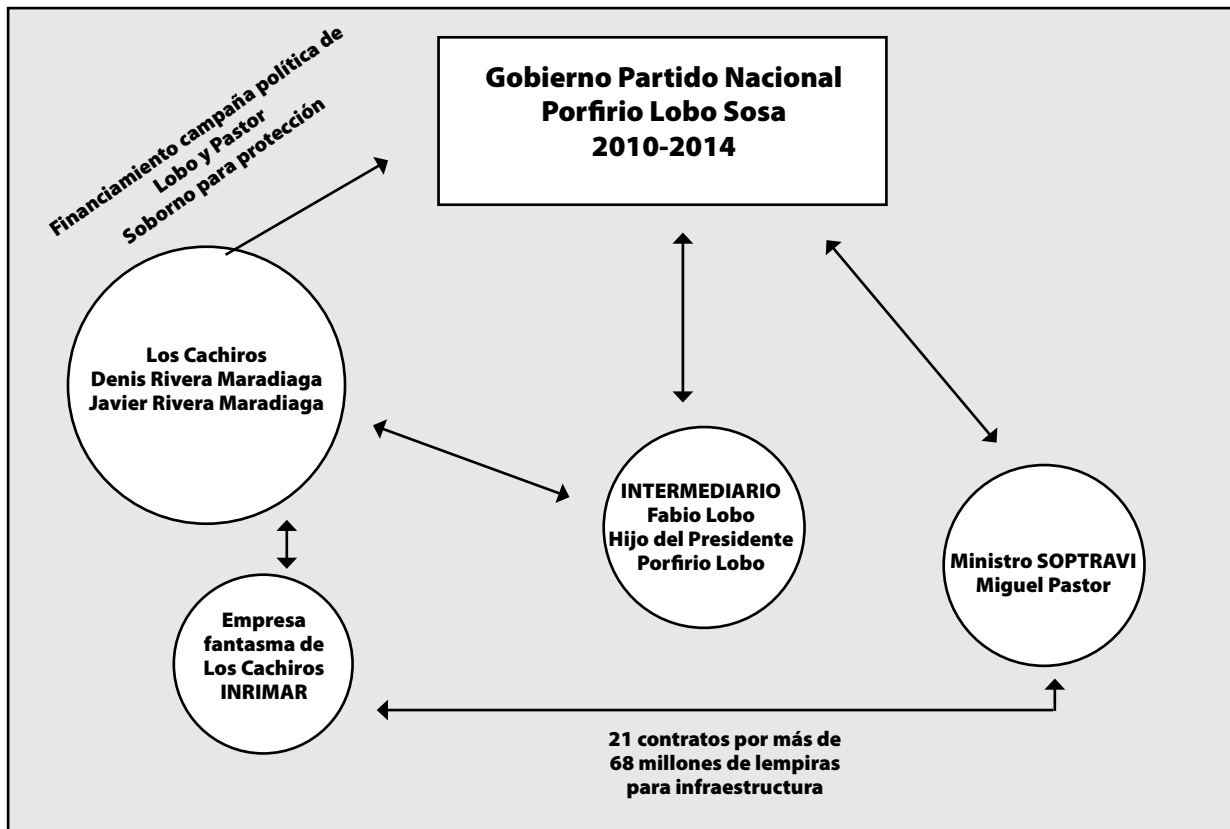 Financiamiento campaña política de
Lobo y Pastor
Soborno para protección
Gobierno Partido Nacional
Porfirio Lobo Sosa
2010-2014
Los Cachiros
Denis Rivera Maradiaga
Javier Rivera Maradiaga
INTERMEDIARIO
Fabio Lobo
Hijo del Presidente
Porfirio Lobo
Ministro SOPTRAVI
Miguel Pastor
Empresa
fantasma de
Los Cachiros
INRIMAR
21 contratos por más de
68 millones de lempiras
para infraestructura